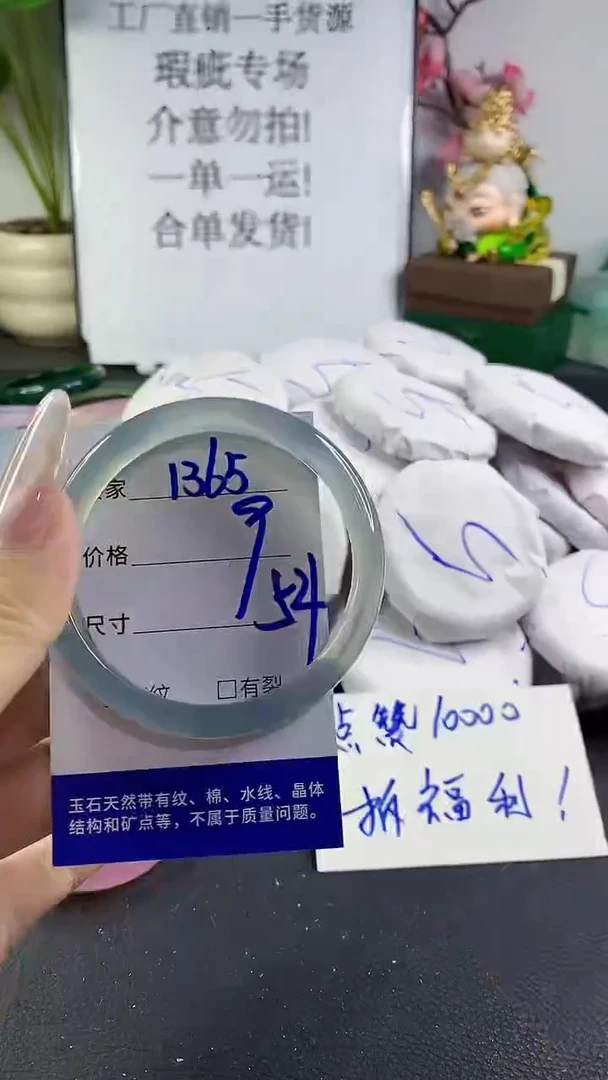 工厂直销一手货源
瑕疵专场
介意勿拍!
一单一运!
合单发货!
家 1365
价格
尺寸 54
纹 □有裂
玉石天然带有纹、棉、水线、晶体
结构和矿点等，不属于质量问题。
点赞10000
拆福利!